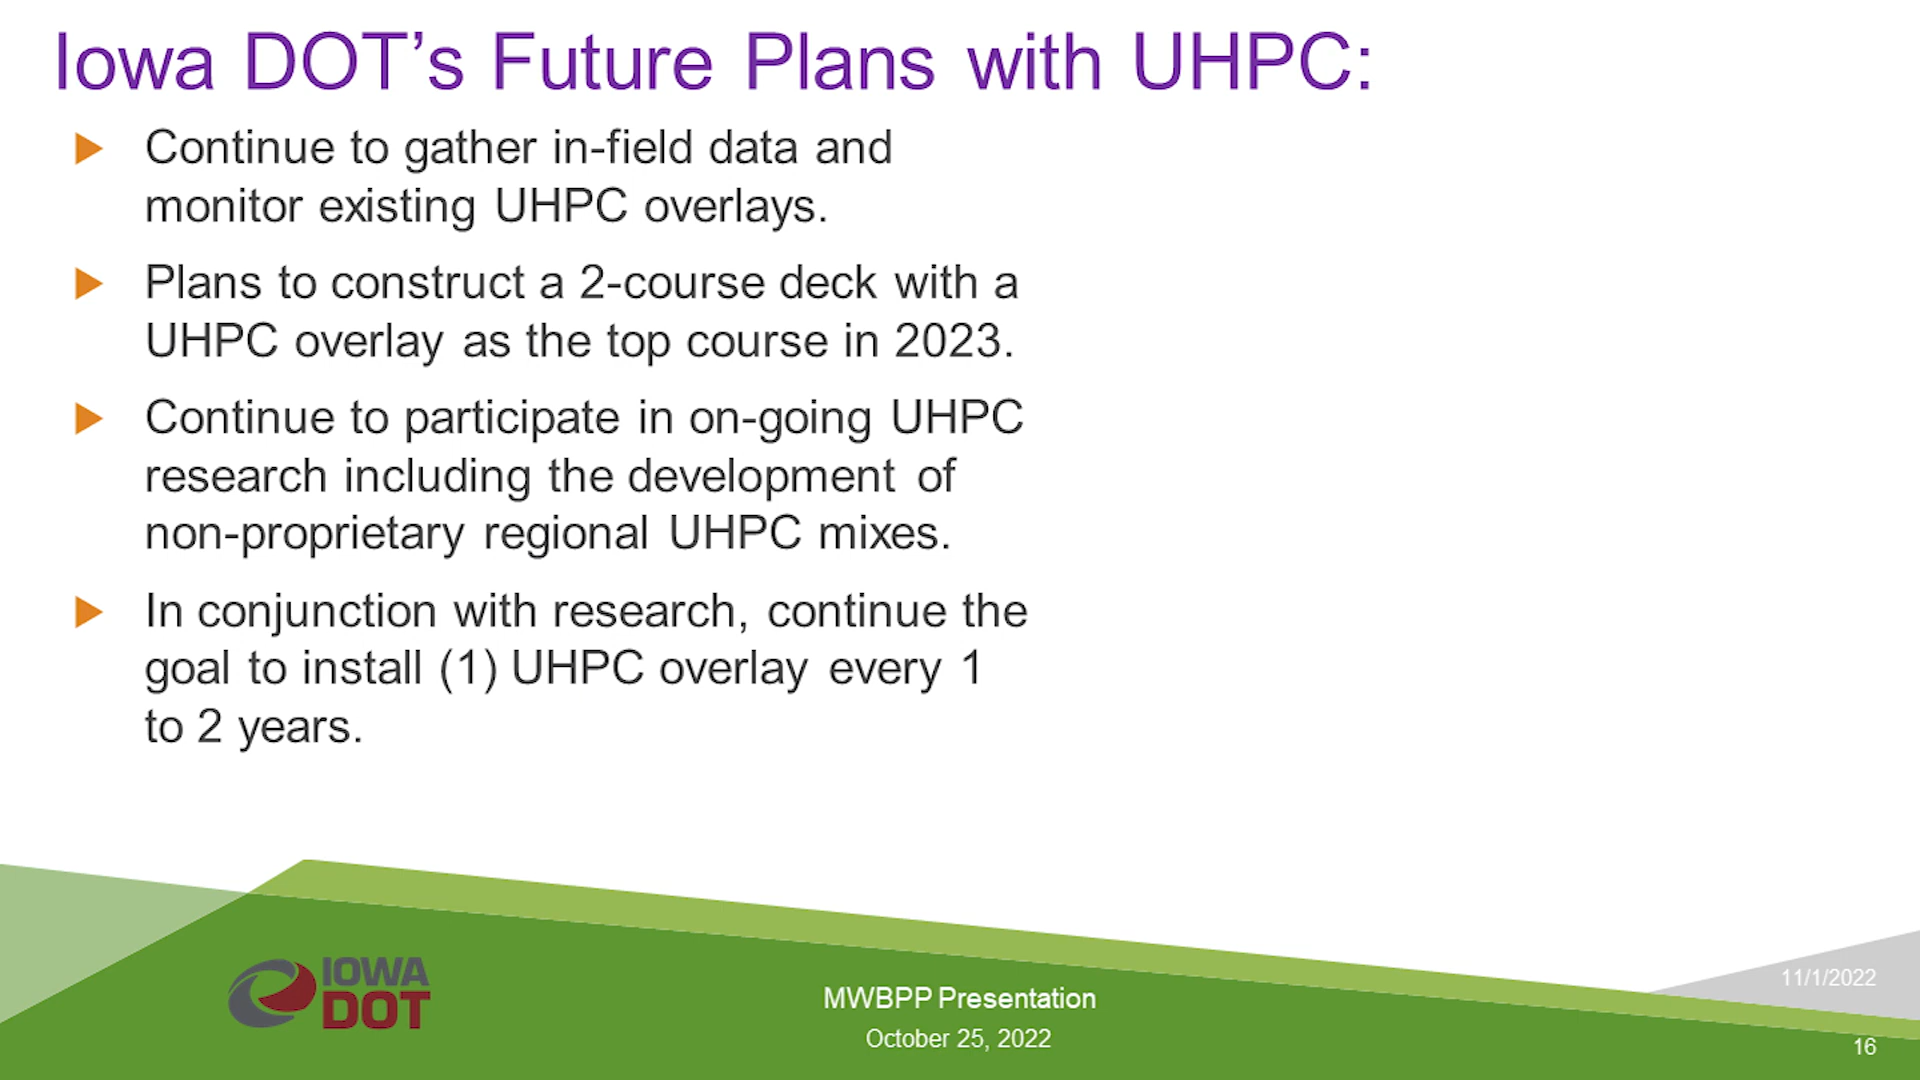 Iowa DOT’s Future Plans with UHPC:
Continue to gather in-field data and
monitor existing UHPC overlays.
Plans to construct a 2-course deck with a
UHPC overlay as the top course in 2023.
Continue to participate in on-going UHPC
research including the development of
non-proprietary regional UHPC mixes.
In conjunction with research, continue the
goal to install (1) UHPC overlay every 1
to 2 years.
IOWA
DOT
MWBPP Presentation
October 25, 2022
11/1/2022
16